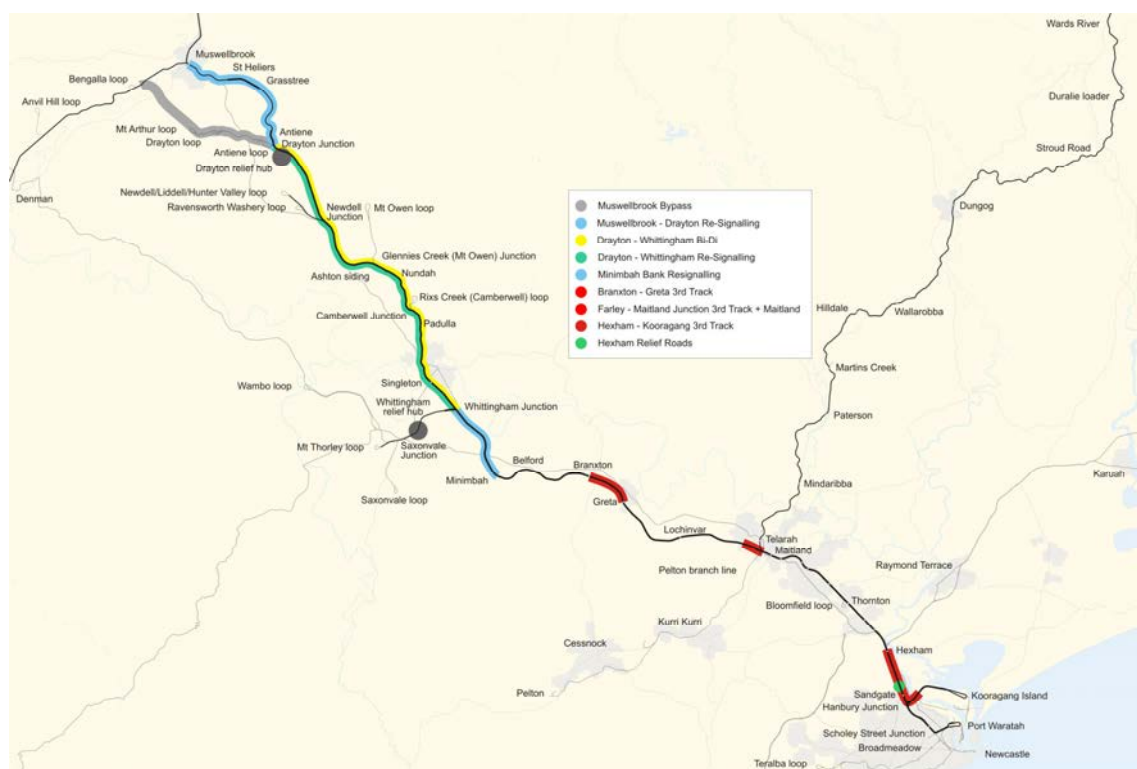 Wards River
Muswellbrook
St Heliers
Bengalla loop
Grasstree
Duralie loader
Anvil Hill loop
Mt Arthur loop
Antiene
Drayton loop
Drayton Junction
Stroud Road
Antiene loop
Drayton relief hub
Denman
Newdell/Liddell/Hunter Valley loop
Ravensworth Washery loop
Newdell
Junction
Mt Owen loop
Dungog
Muswellbrook Bypass
Muswellbrook - Drayton Re-Signalling
Drayton - Whittingham Bi-Di
Drayton - Whittingham Re-Signalling
Minimbah Bank Resignalling
Branxton - Greta 3rd Track
Farley - Maitland Junction 3rd Track + Maitland
Hexham - Kooragang 3rd Track
Hexham Relief Roads
Glennies Creek (Mt Owen) Junction
Ashton siding
Nundah
Rixs Creek (Camberwell) loop
Camberwell Junction
Padulla
Hilldale
Wallarobba
Martins Creek
Wambo loop
Singleton
Whittingham
relief hub
Whittingham Junction
Paterson
Mt Thorley loop
Saxonvale
Junction
Belford
Branxton
Minimbah
Mindaribba
Karuah
Saxonvale loop
Greta
Lochinvar
Telarah
Maitland
Pelton branch line
Raymond Terrace
Bloomfield loop
Thornton
Kurri Kurri
Cessnock
Hexham
Pelton
Sandgate
Kooragang Island
Hanbury Junction
Port Waratah
Scholey Street Junction
Broadmeadow
Newcastle
Teralba loop